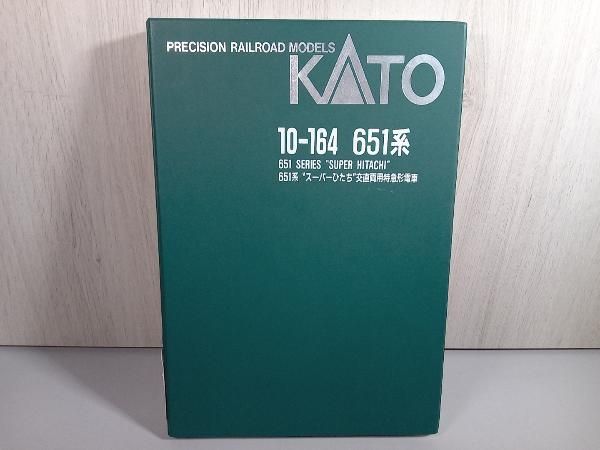 PRECISION RAILROAD MODELS
KATO
10-164 651系
651 SERIES "SUPER HITACHI"
651系 "スーパーひたち"交直両用特急形電車